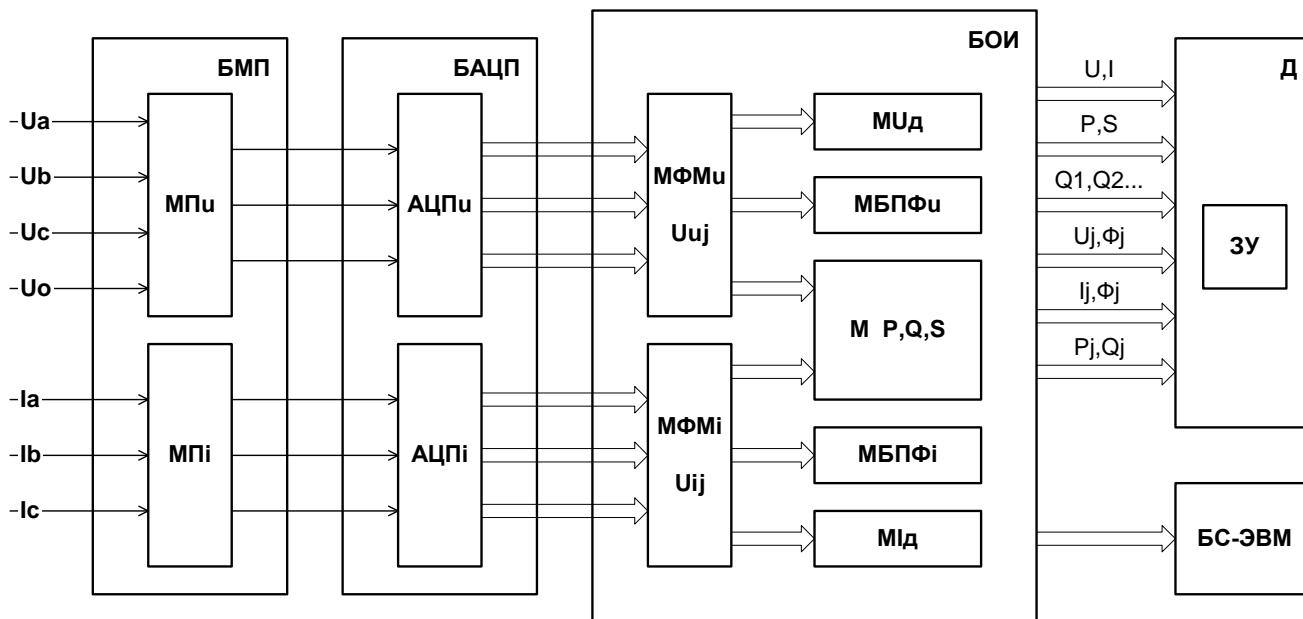 БМП
БАЦП
БОИ
Д
Ua
Ub
Uc
Uo
МПu
АЦПu
МФМu
Uuj
МUд
МБПФu
М P,Q,S
U,I
P,S
Q1,Q2...
Uj,Фj
Ij,Фj
Pj,Qj
ЗУ
Ia
Ib
Ic
МПi
АЦПi
МФМi
Uij
МБПФi
МIд
БС-ЭВМ